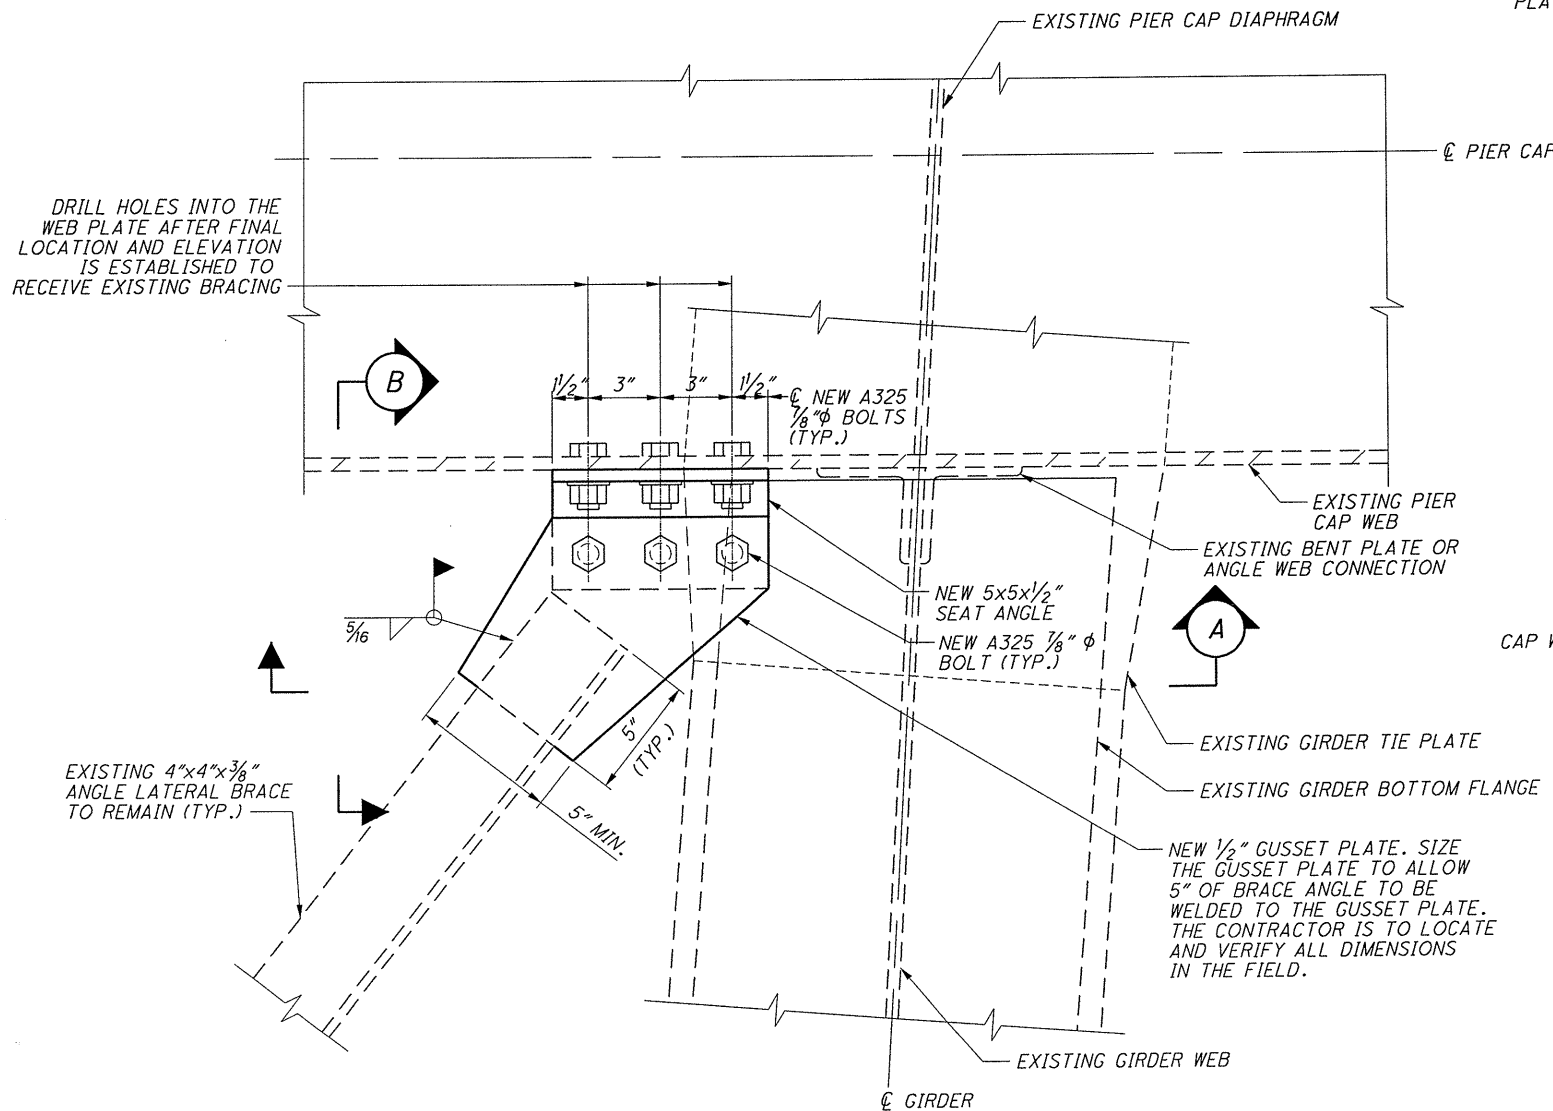 PLA
EXISTING PIER CAP DIAPHRAGM
℄ PIER CAP
DRILL HOLES INTO THE
WEB PLATE AFTER FINAL
LOCATION AND ELEVATION
IS ESTABLISHED TO
RECEIVE EXISTING BRACING
B
1 1/2" 3" 3" 1 1/2"
℄ NEW A325
7/8"ϕ BOLTS
(TYP.)
EXISTING PIER
CAP WEB
EXISTING BENT PLATE OR
ANGLE WEB CONNECTION
NEW 5x5x1/2"
SEAT ANGLE
A
5/16
NEW A325 7/8" ϕ
BOLT (TYP.)
CAP W
5"
(TYP.)
EXISTING GIRDER TIE PLATE
EXISTING 4"x4"x3/8"
ANGLE LATERAL BRACE
TO REMAIN (TYP.)
EXISTING GIRDER BOTTOM FLANGE
5" MIN.
NEW 1/2" GUSSET PLATE. SIZE
THE GUSSET PLATE TO ALLOW
5" OF BRACE ANGLE TO BE
WELDED TO THE GUSSET PLATE.
THE CONTRACTOR IS TO LOCATE
AND VERIFY ALL DIMENSIONS
IN THE FIELD.
EXISTING GIRDER WEB
℄ GIRDER